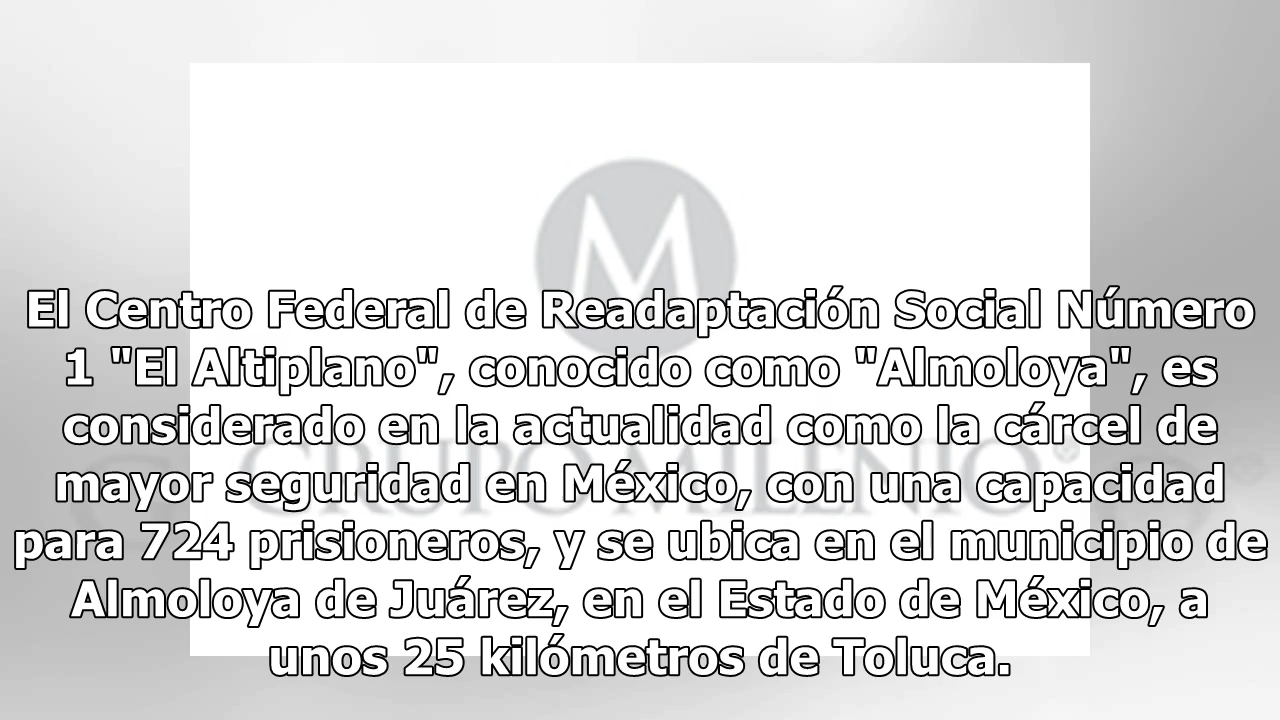 M
El Centro Federal de Readaptación Social Número
1 "El Altiplano", conocido como "Almoloya", es
considerado en la actualidad como la cárcel de
mayor seguridad en México, con una capacidad
para 724 prisioneros, y se ubica en el municipio de
Almoloya de Juárez, en el Estado de México, a
unos 25 kilómetros de Toluca.
GRUPO MILENIO®